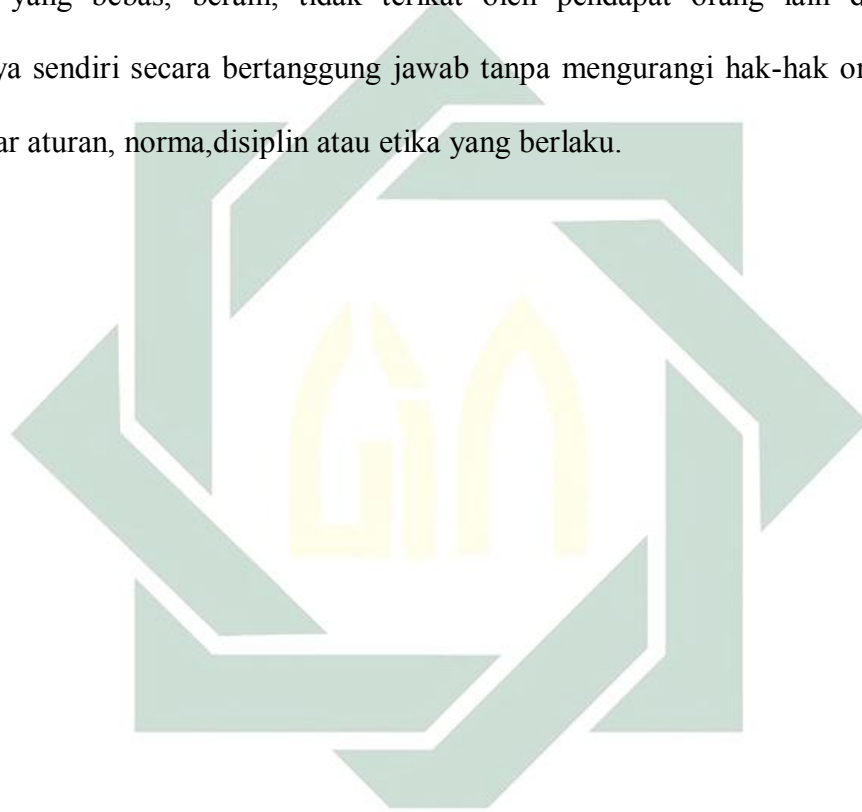 yang bebas, berani, tidak terikat oleh pendapat orang lain d
ya sendiri secara bertanggung jawab tanpa mengurangi hak-hak or
ar aturan, norma,disiplin atau etika yang berlaku.
uin